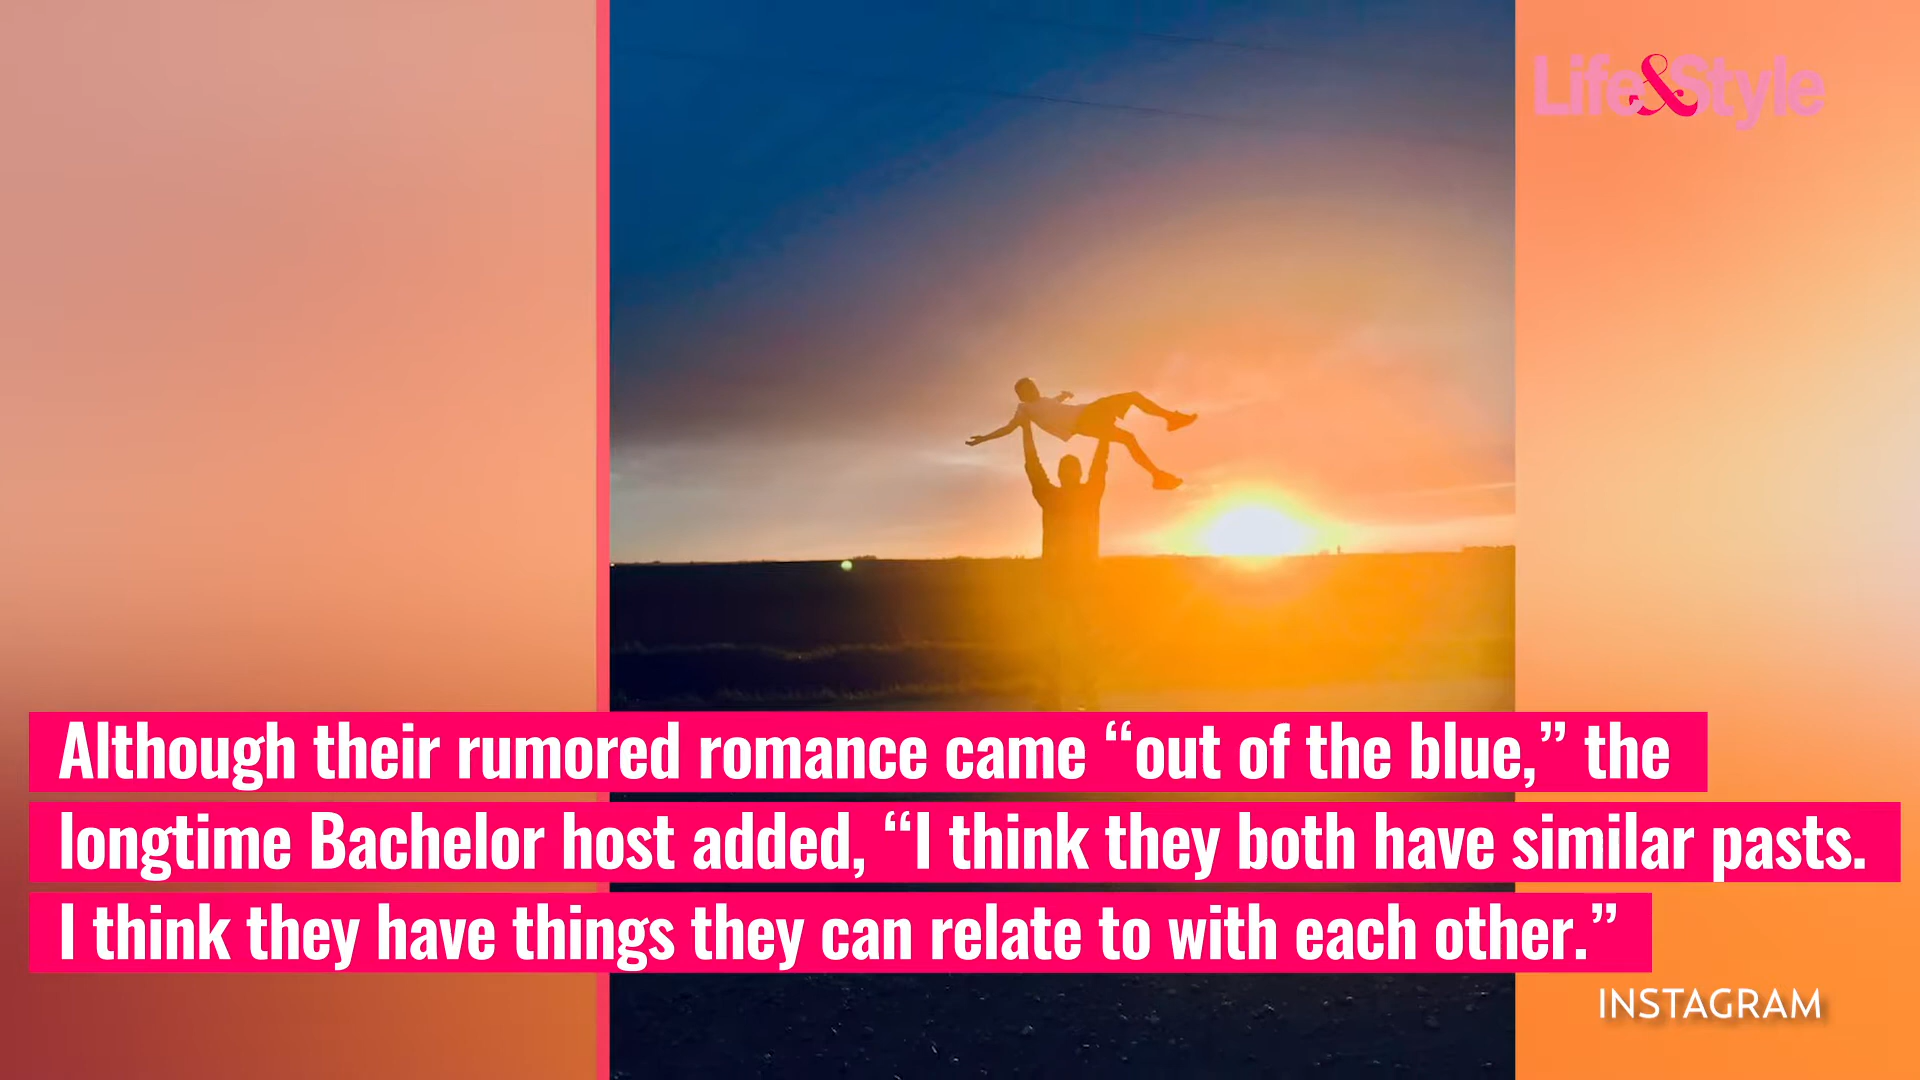 Life&Style
Although their rumored romance came “out of the blue,” the
longtime Bachelor host added, “I think they both have similar pasts.
I think they have things they can relate to with each other.”
INSTAGRAM